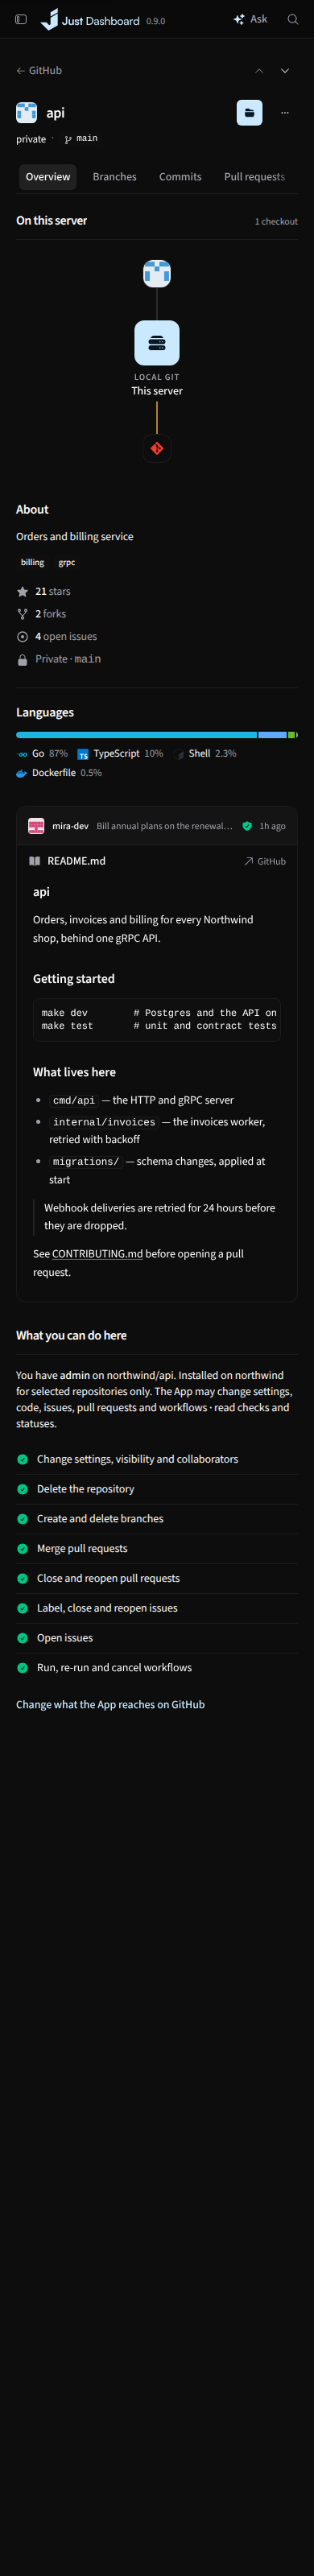 Just Dashboard 0.9.0 Ask
← GitHub
api
private · main
Overview Branches Commits Pull requests
On this server 1 checkout
LOCAL GIT
This server
About
Orders and billing service
billing grpc
21 stars
2 forks
4 open issues
Private · main
Languages
Go 87% TS TypeScript 10% Shell 2.3%
Dockerfile 0.5%
mira-dev Bill annual plans on the renewal... 1h ago
README.md GitHub
api
Orders, invoices and billing for every Northwind
shop, behind one gRPC API.
Getting started
make dev # Postgres and the API on
make test # unit and contract tests
What lives here
• cmd/api — the HTTP and gRPC server
• internal/invoices — the invoices worker,
retried with backoff
• migrations/ — schema changes, applied at
start
Webhook deliveries are retried for 24 hours before
they are dropped.
See CONTRIBUTING.md before opening a pull
request.
What you can do here
You have admin on northwind/api. Installed on northwind
for selected repositories only. The App may change settings,
code, issues, pull requests and workflows · read checks and
statuses.
Change settings, visibility and collaborators
Delete the repository
Create and delete branches
Merge pull requests
Close and reopen pull requests
Label, close and reopen issues
Open issues
Run, re-run and cancel workflows
Change what the App reaches on GitHub